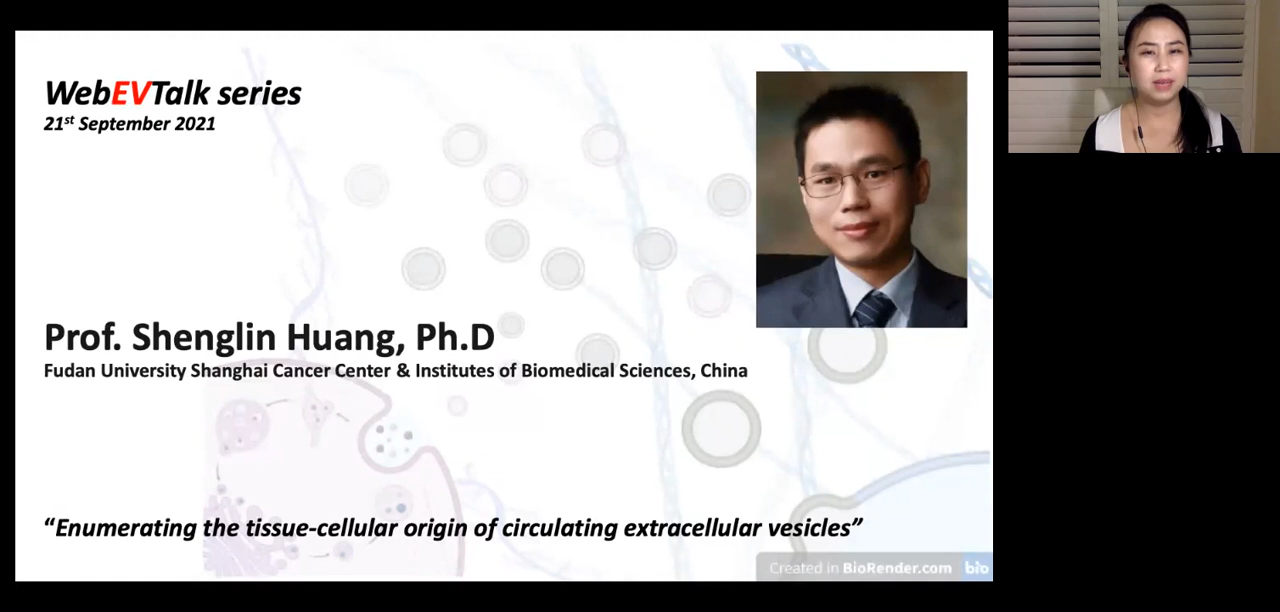 WebEVTalk series
21st September 2021
Prof. Shenglin Huang, Ph.D
Fudan University Shanghai Cancer Center & Institutes of Biomedical Sciences, China
“Enumerating the tissue-cellular origin of circulating extracellular vesicles”
Created in BioRender.com bio